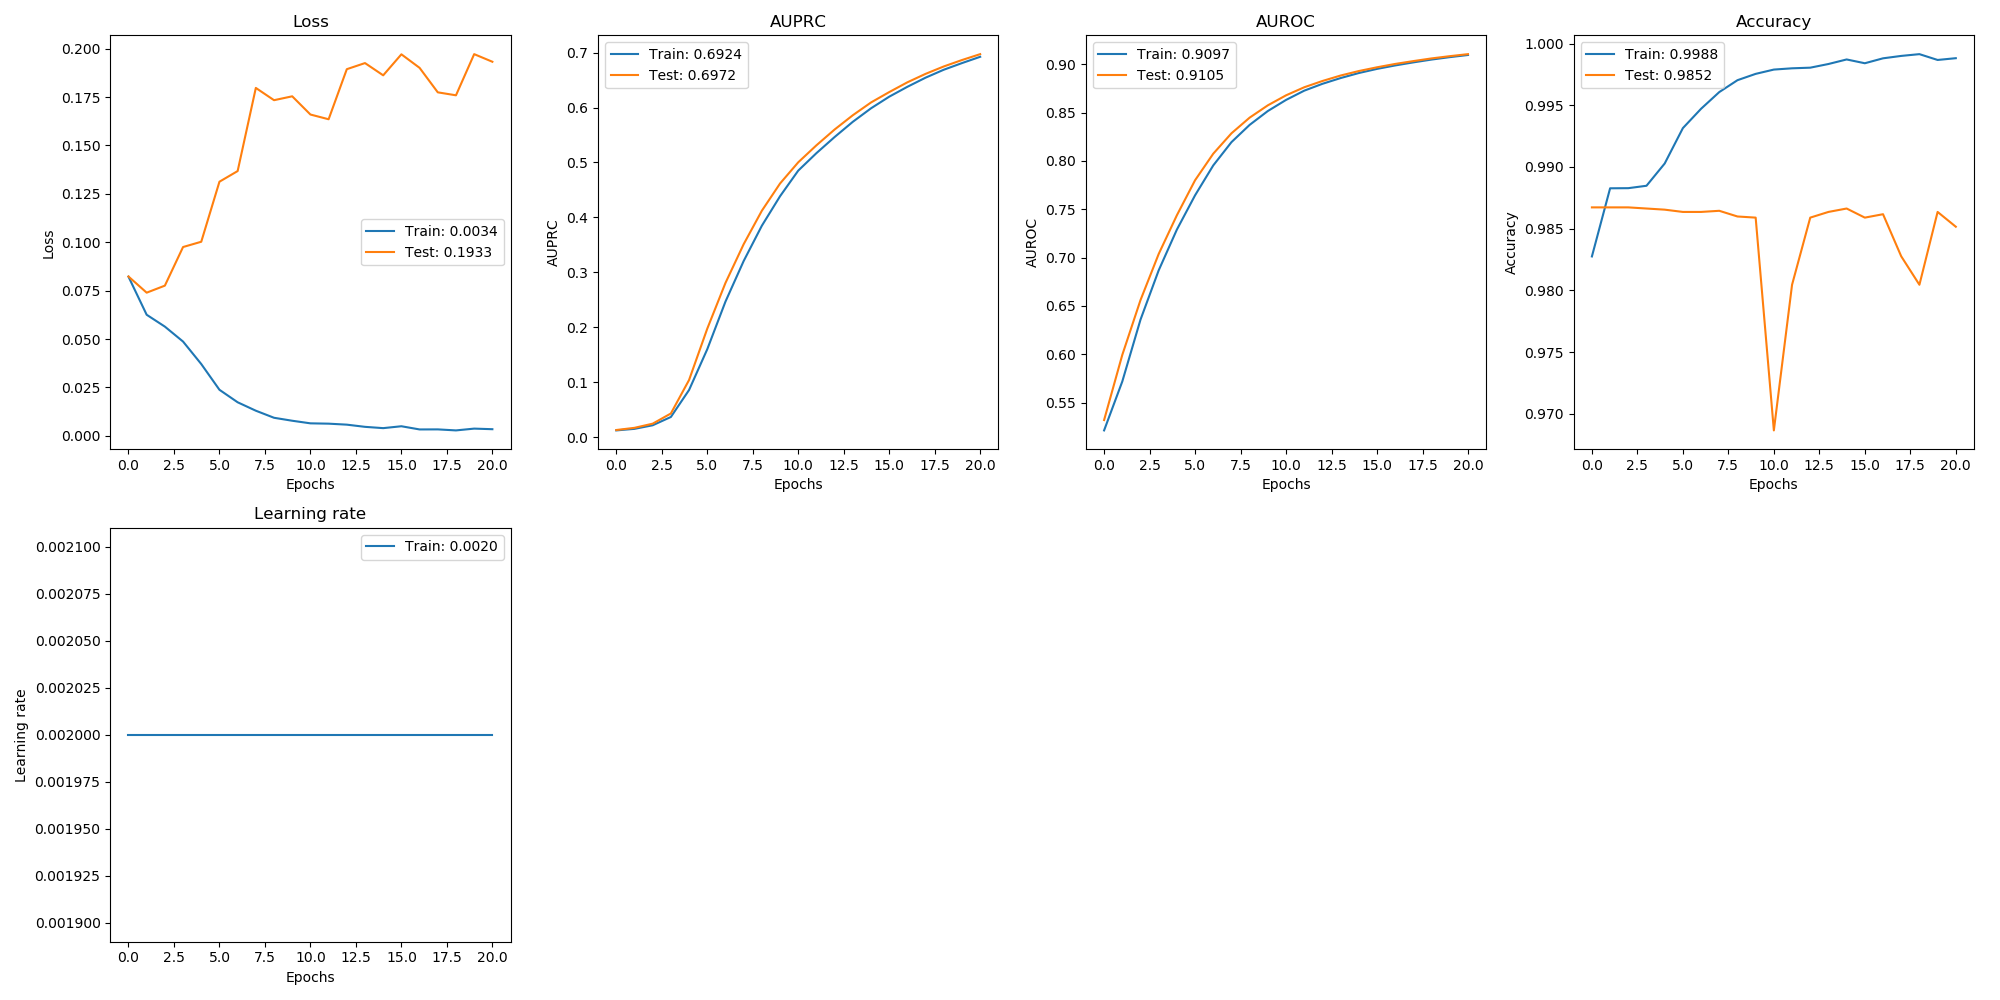 Loss
0.200
0.175
0.150
0.125
0.100
0.075
0.050
0.025
0.000
Loss
Train: 0.0034
Test: 0.1933
0.0 2.5 5.0 7.5 10.0 12.5 15.0 17.5 20.0
Epochs
AUPRC
0.7
0.6
0.5
0.4
0.3
0.2
0.1
0.0
AUPRC
Train: 0.6924
Test: 0.6972
0.0 2.5 5.0 7.5 10.0 12.5 15.0 17.5 20.0
Epochs
AUROC
0.90
0.85
0.80
0.75
0.70
0.65
0.60
0.55
AUROC
Train: 0.9097
Test: 0.9105
0.0 2.5 5.0 7.5 10.0 12.5 15.0 17.5 20.0
Epochs
Accuracy
1.000
0.995
0.990
0.985
0.980
0.975
0.970
Accuracy
Train: 0.9988
Test: 0.9852
0.0 2.5 5.0 7.5 10.0 12.5 15.0 17.5 20.0
Epochs
Learning rate
0.002100
0.002075
0.002050
0.002025
0.002000
0.001975
0.001950
0.001925
0.001900
Learning rate
Train: 0.0020
0.0 2.5 5.0 7.5 10.0 12.5 15.0 17.5 20.0
Epochs